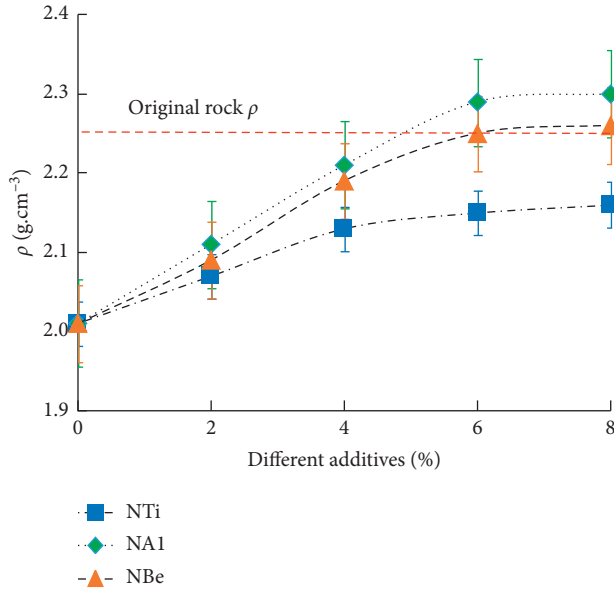 2.4
2.3
Original rock ρ
2.2
ρ (g.cm⁻³)
2.1
2.0
1.9
0 2 4 6 8
Different additives (%)
NTi
NA1
NBe